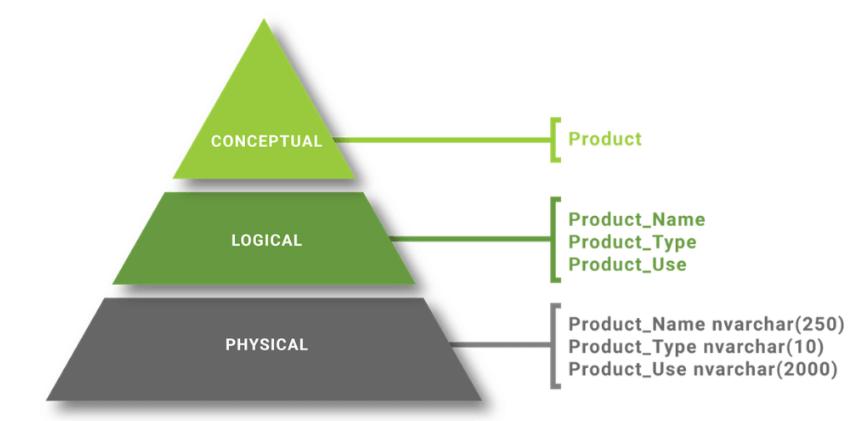 CONCEPTUAL
Product
LOGICAL
Product_Name
Product_Type
Product_Use
PHYSICAL
Product_Name nvarchar(250)
Product_Type nvarchar(10)
Product_Use nvarchar(2000)